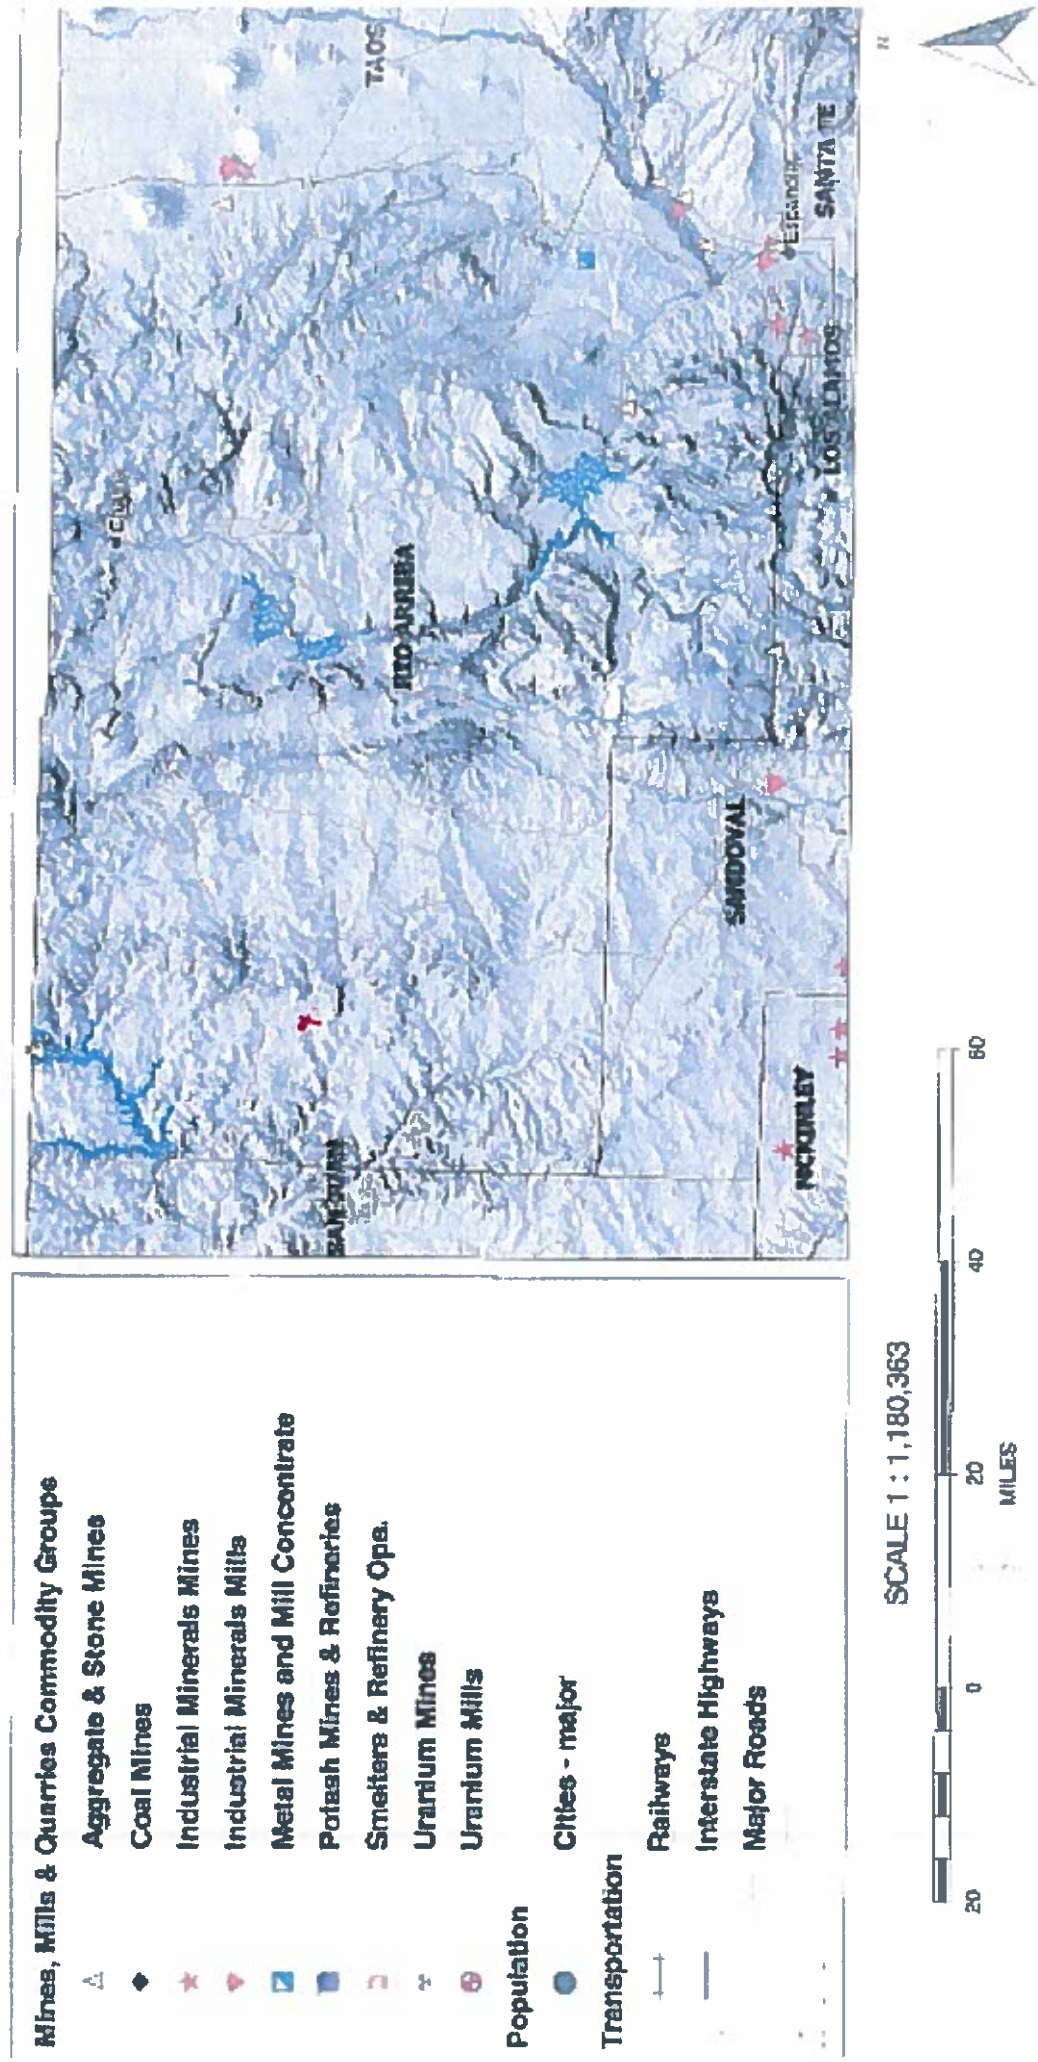 Mines, Mills & Quarries Commodity Groups
Aggregate & Stone Mines
Coal Mines
Industrial Minerals Mines
Industrial Minerals Mills
Metal Mines and Mill Concentrate
Potash Mines & Refineries
Smelters & Refinery Ops.
Uranium Mines
Uranium Mills
Population
Cities - major
Transportation
Railways
Interstate Highways
Major Roads
Chama
TAOS
RIO ARRIBA
SAN JUAN
SANDOVAL
MCKINLEY
LOS ALAMOS
Espanola
SANTA FE
SCALE 1 : 1,180,363
20 0 20 40 60
MILES
N